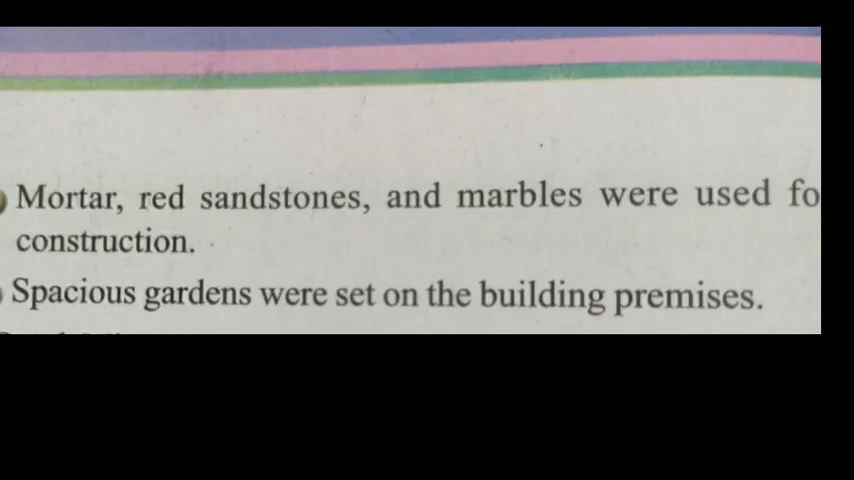 Mortar, red sandstones, and marbles were used fo
construction.
Spacious gardens were set on the building premises.